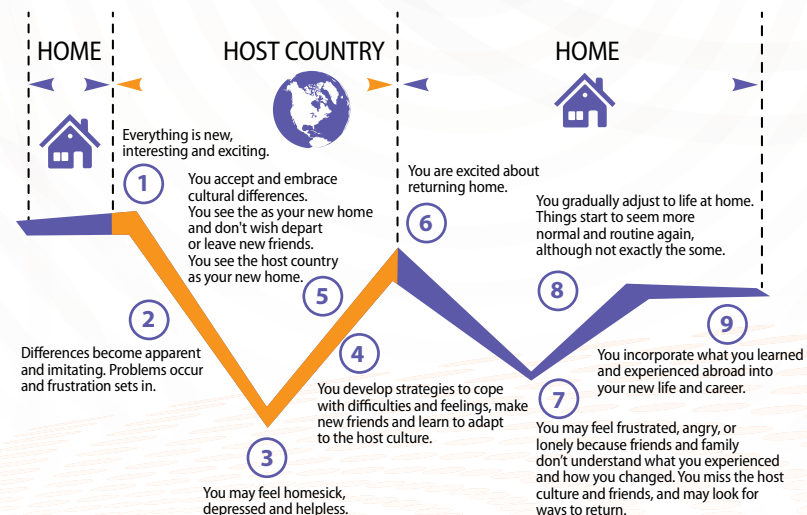 HOME
HOST COUNTRY
HOME
Everything is new,
interesting and exciting.
1
You accept and embrace
cultural differences.
You see the as your new home
and don't wish depart
or leave new friends.
You see the host country
as your new home.
5
2
Differences become apparent
and imitating. Problems occur
and frustration sets in.
3
You may feel homesick,
depressed and helpless.
4
You develop strategies to cope
with difficulties and feelings, make
new friends and learn to adapt
to the host culture.
You are excited about
returning home.
6
7
You may feel frustrated, angry, or
lonely because friends and family
don't understand what you experienced
and how you changed. You miss the host
culture and friends, and may look for
ways to return.
You gradually adjust to life at home.
Things start to seem more
normal and routine again,
although not exactly the some.
8
9
You incorporate what you learned
and experienced abroad into
your new life and career.